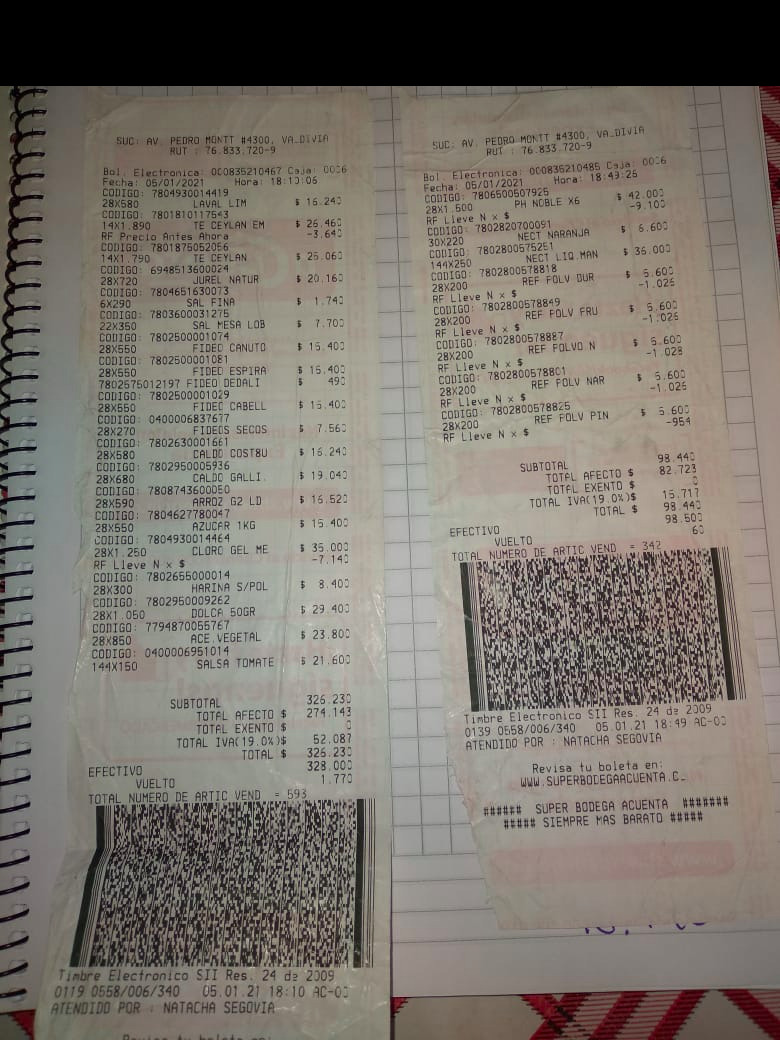 SUC: AV. PEDRO MONTT #4300, VA_DIVIA
RUT : 76.833.720-9
Bol. Electronica: 000835210467 Caja: 0006
Fecha: 05/01/2021 Hora: 18:10:06
CODIGO: 7804930014419
28X580 LAVAL LIM $ 16.240
CODIGO: 7801810117543
14X1.890 TE CEYLAN EM $ 26.460
RF Precio Antes Ahora -3.640
CODIGO: 7801875052056
14X1.790 TE CEYLAN $ 25.060
CODIGO: 6948513600024
28X720 JUREL NATUR $ 20.160
CODIGO: 7804651630073
6X290 SAL FINA $ 1.740
CODIGO: 7803600031275
22X350 SAL MESA LOB $ 7.700
CODIGO: 7802500001074
28X550 FIDEO CANUTO $ 15.400
CODIGO: 7802500001081
28X550 FIDEO ESPIRA $ 15.400
7802575012197 FIDEO DEDALI $ 490
CODIGO: 7802500001029
28X550 FIDEO CABELL $ 15.400
CODIGO: 0400006837677
28X270 FIDEOS SECOS $ 7.560
CODIGO: 7802630001661
28X580 CALDO COSTBU $ 16.240
CODIGO: 7802950005936
28X680 CALDO GALLI. $ 19.040
CODIGO: 7808743600050
28X590 ARROZ G2 LD $ 16.520
CODIGO: 7804627780047
28X550 AZUCAR 1KG $ 15.400
CODIGO: 7804930014464
28X1.250 CLORO GEL ME $ 35.000
RF Lleve N x $ -7.140
CODIGO: 7802655000014
28X300 HARINA S/POL $ 8.400
CODIGO: 7802950009262
28X1.050 DOLCA 50GR $ 29.400
CODIGO: 7794870055767
28X850 ACE.VEGETAL $ 23.800
CODIGO: 0400006951014
144X150 SALSA TOMATE $ 21.600
SUBTOTAL 326.230
TOTAL AFECTO $ 274.143
TOTAL EXENTO $ 0
TOTAL IVA(19.0%)$ 52.087
TOTAL $ 326.230
EFECTIVO 328.000
VUELTO 1.770
TOTAL NUMERO DE ARTIC VEND = 593
Timbre Electronico SII Res. 24 de 2009
0119 0558/006/340 05.01.21 18:10 AC-00
ATENDIDO POR : NATACHA SEGOVIA
SUC: AV. PEDRO MONTT #4300, VA_DIVIA
RUT : 76.833.720-9
Bol. Electronica: 000835210485 Caja: 0006
Fecha: 05/01/2021 Hora: 18:49:26
CODIGO: 7806500507925
28X1.500 PH NOBLE X6 $ 42.000
RF Lleve N x $ -9.100
CODIGO: 7802820700091
30X220 NECT NARANJA $ 6.600
CODIGO: 7802800575251
144X250 NECT LIQ.MAN $ 36.000
CODIGO: 7802800578818
28X200 REF POLV DUR $ 5.600
RF Lleve N x $ -1.026
CODIGO: 7802800578849
28X200 REF POLV FRU $ 5.600
RF Lleve N x $ -1.026
CODIGO: 7802800578887
28X200 REF POLVO N $ 5.600
RF Lleve N x $ -1.028
CODIGO: 7802800578801
28X200 REF POLV NAR $ 5.600
RF Lleve N x $ -1.026
CODIGO: 7802800578825
28X200 REF POLV PIN $ 5.600
RF Lleve N x $ -954
SUBTOTAL 98.440
TOTAL AFECTO $ 82.723
TOTAL EXENTO $ 0
TOTAL IVA(19.0%)$ 15.717
TOTAL $ 98.440
EFECTIVO 98.500
VUELTO 60
TOTAL NUMERO DE ARTIC VEND = 342
Timbre Electronico SII Res. 24 de 2009
0139 0558/006/340 05.01.21 18:49 AC-00
ATENDIDO POR : NATACHA SEGOVIA
Revisa tu boleta en:
WWW.SUPERBODEGAACUENTA.C_
###### SUPER BODEGA ACUENTA #######
##### SIEMPRE MAS BARATO #####